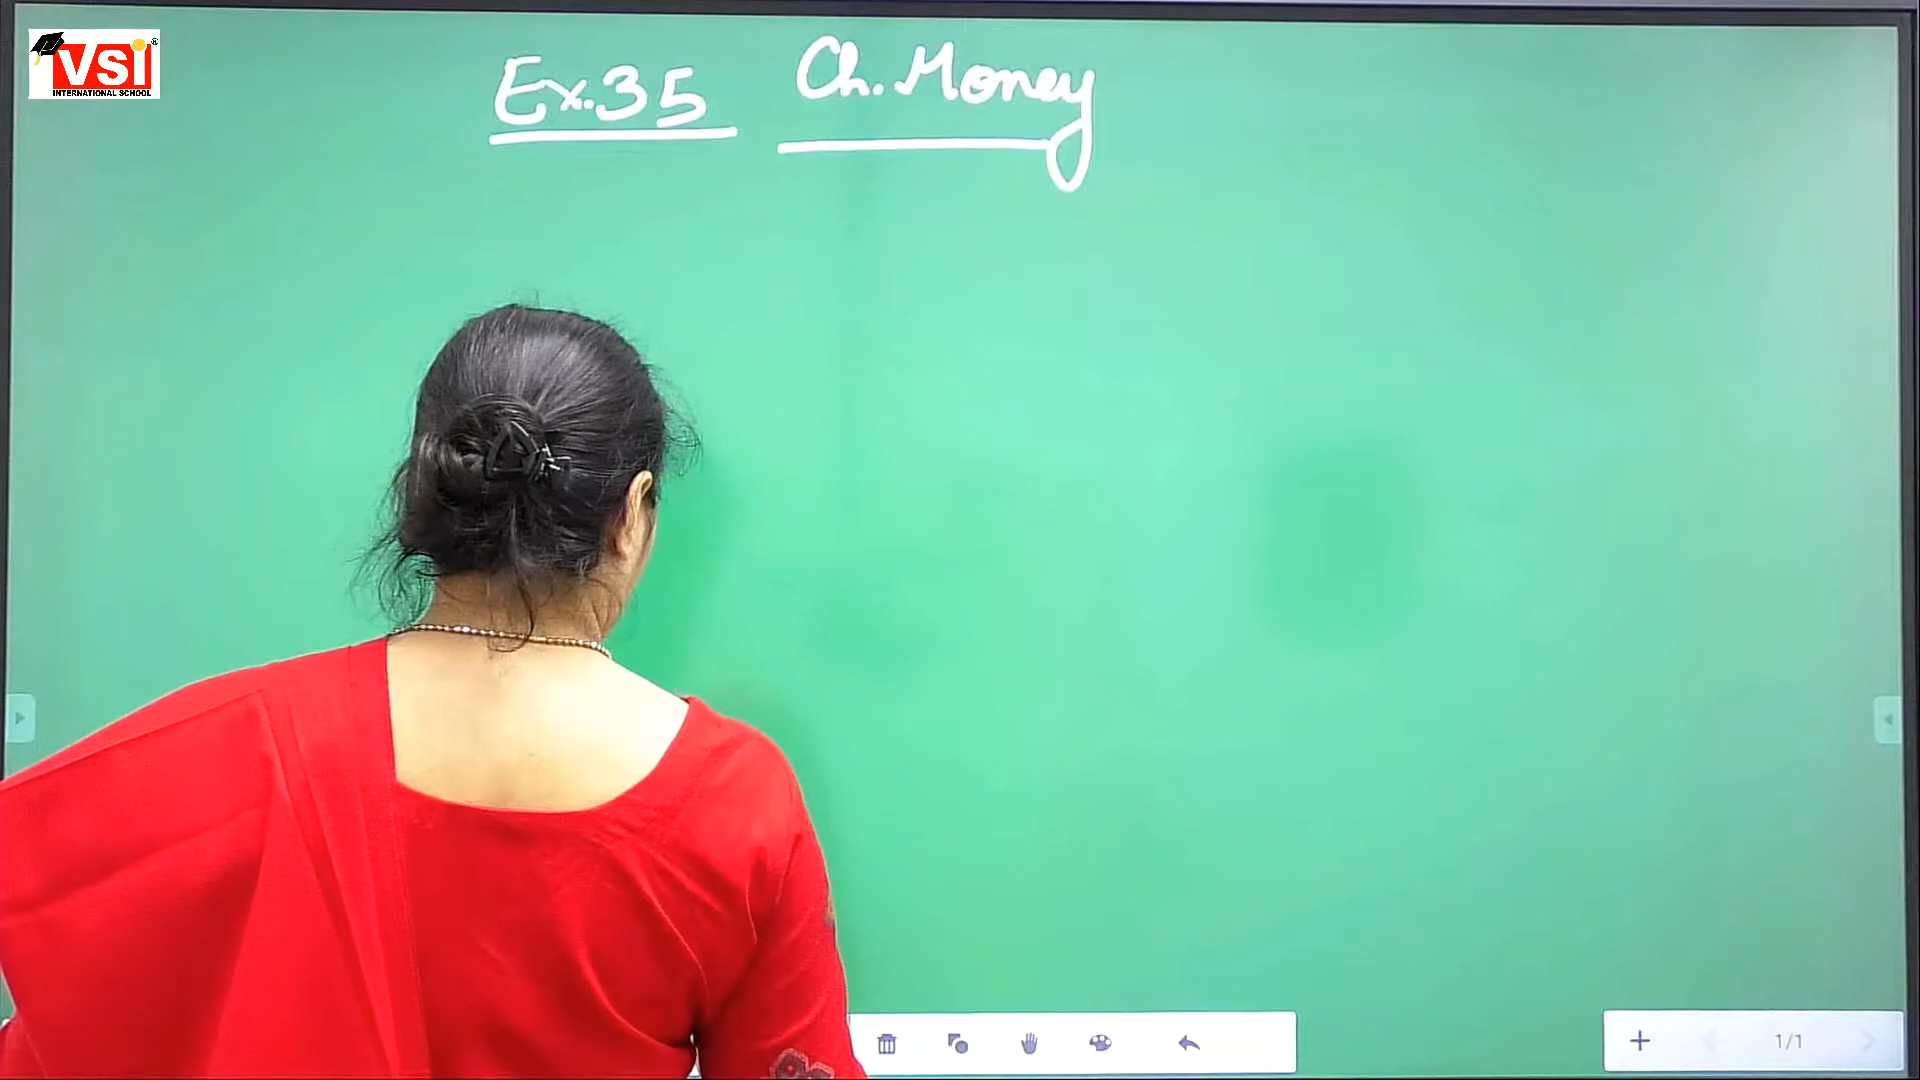 VSi
INTERNATIONAL SCHOOL
Ex.35 Ch. Money
1/1